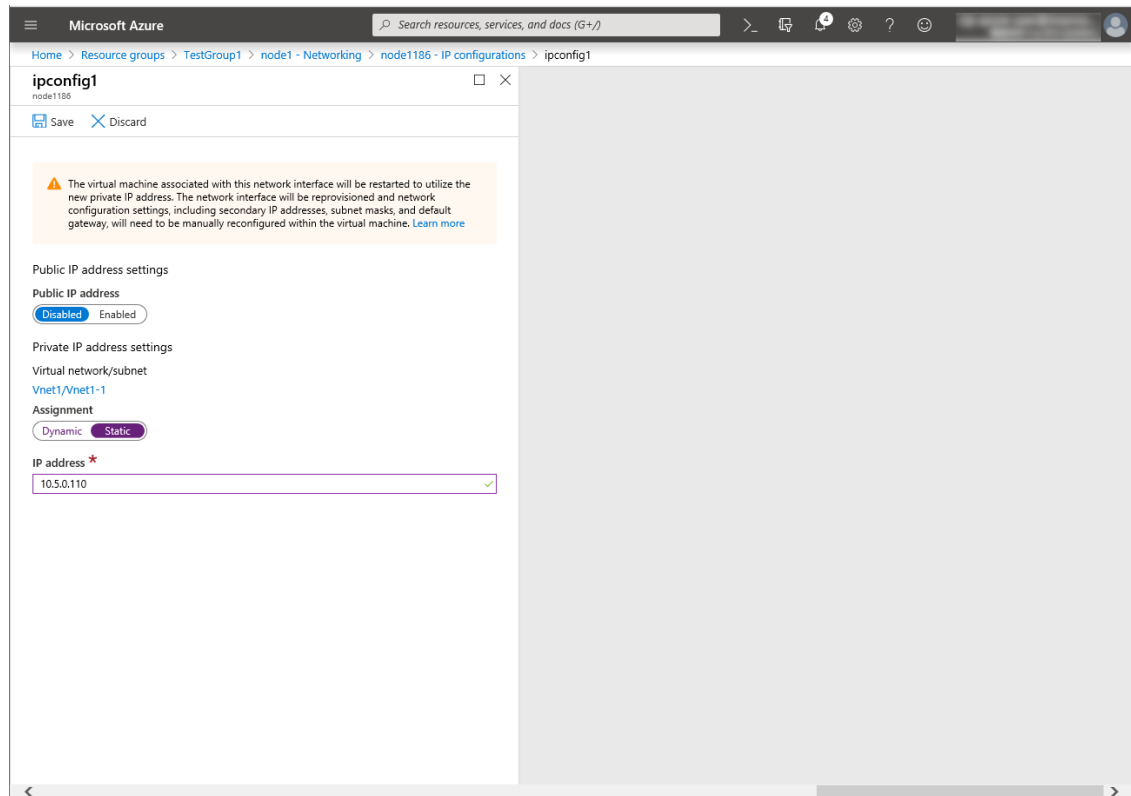 Microsoft Azure
Search resources, services, and docs (G+/)
4
Home > Resource groups > TestGroup1 > node1 - Networking > node1186 - IP configurations > ipconfig1
ipconfig1
node1186
Save
Discard
The virtual machine associated with this network interface will be restarted to utilize the
new private IP address. The network interface will be reprovisioned and network
configuration settings, including secondary IP addresses, subnet masks, and default
gateway, will need to be manually reconfigured within the virtual machine. Learn more
Public IP address settings
Public IP address
Disabled Enabled
Private IP address settings
Virtual network/subnet
Vnet1/Vnet1-1
Assignment
Dynamic Static
IP address *
10.5.0.110